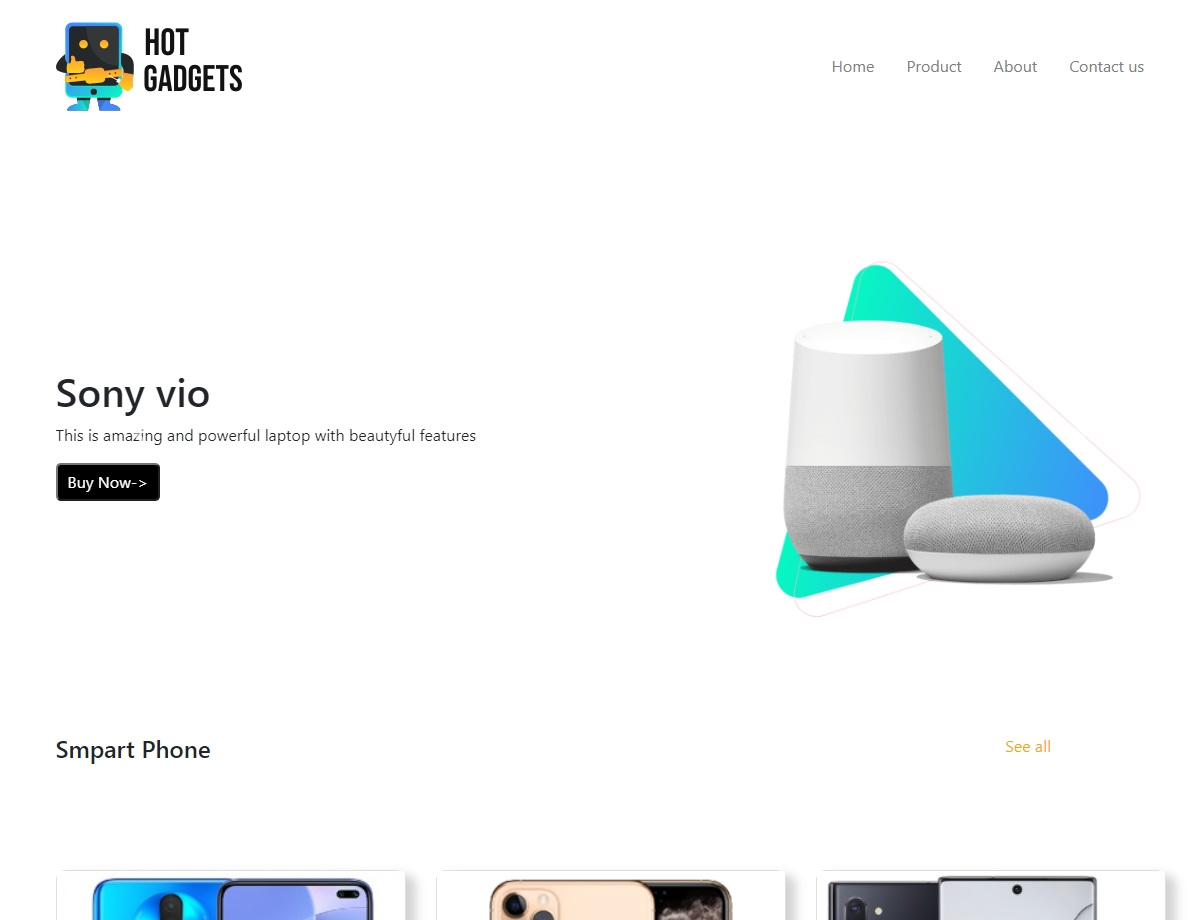 HOT
GADGETS
Home Product About Contact us
Sony vio
This is amazing and powerful laptop with beautyful features
Buy Now->
Smpart Phone
See all